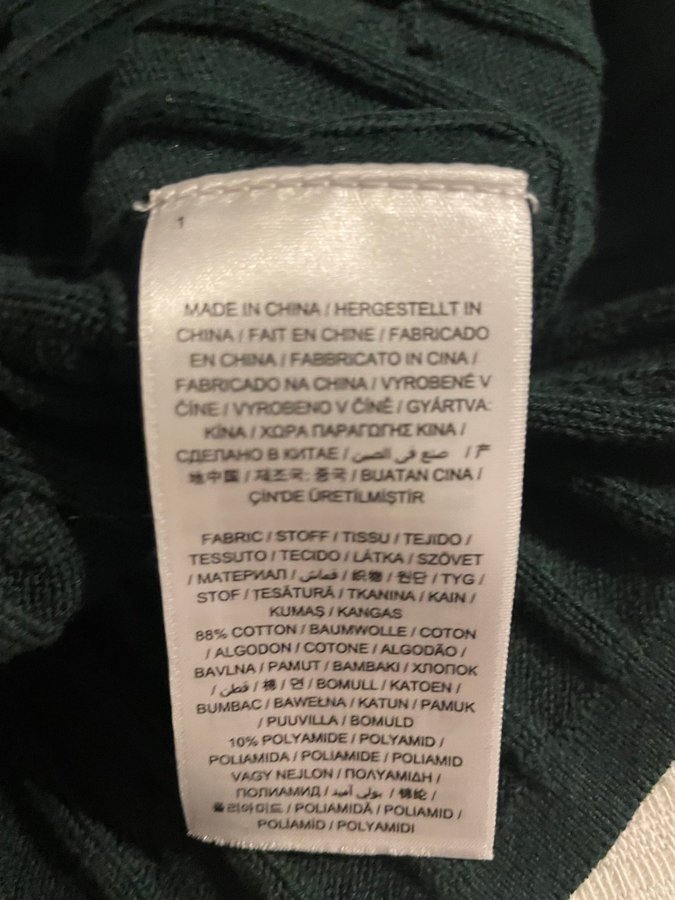 1
MADE IN CHINA / HERGESTELLT IN
CHINA / FAIT EN CHINE / FABRICADO
EN CHINA / FABBRICATO IN CINA /
FABRICADO NA CHINA / VYROBENÉ V
ČÍNE / VYROBENO V ČÍNĚ / GYÁRTVA:
KÍNA / ΧΩΡΑ ΠΑΡΑΓΩΓΗΣ ΚΙΝΑ /
СДЕЛАНО В КИТАЕ / صنع في الصين / 产
地中国 / 제조국: 중국 / BUATAN CINA /
ÇİN'DE ÜRETİLMİŞTİR
FABRIC / STOFF / TISSU / TEJIDO /
TESSUTO / TECIDO / LÁTKA / SZÖVET
/ МАТЕРИАЛ / قماش / 织物 / 원단 / TYG /
STOF / ŢESĂTURĂ / TKANINA / KAIN /
KUMAŞ / KANGAS
88% COTTON / BAUMWOLLE / COTON
/ ALGODON / COTONE / ALGODÃO /
BAVLNA / PAMUT / ΒΑΜΒΑΚΙ / ХЛОПОК
/ قطن / 棉 / 면 / BOMULL / KATOEN /
BUMBAC / BAWEŁNA / KATUN / PAMUK
/ PUUVILLA / BOMULD
10% POLYAMIDE / POLYAMID /
POLIAMIDA / POLIAMIDE / POLIAMID
VAGY NEJLON / ΠΟΛΥΑΜΙΔΗ /
ПОЛИАМИД / بولي أميد / 锦纶 /
폴리아미드 / POLIAMIDĂ / POLIAMID /
POLİAMİD / POLYAMIDI